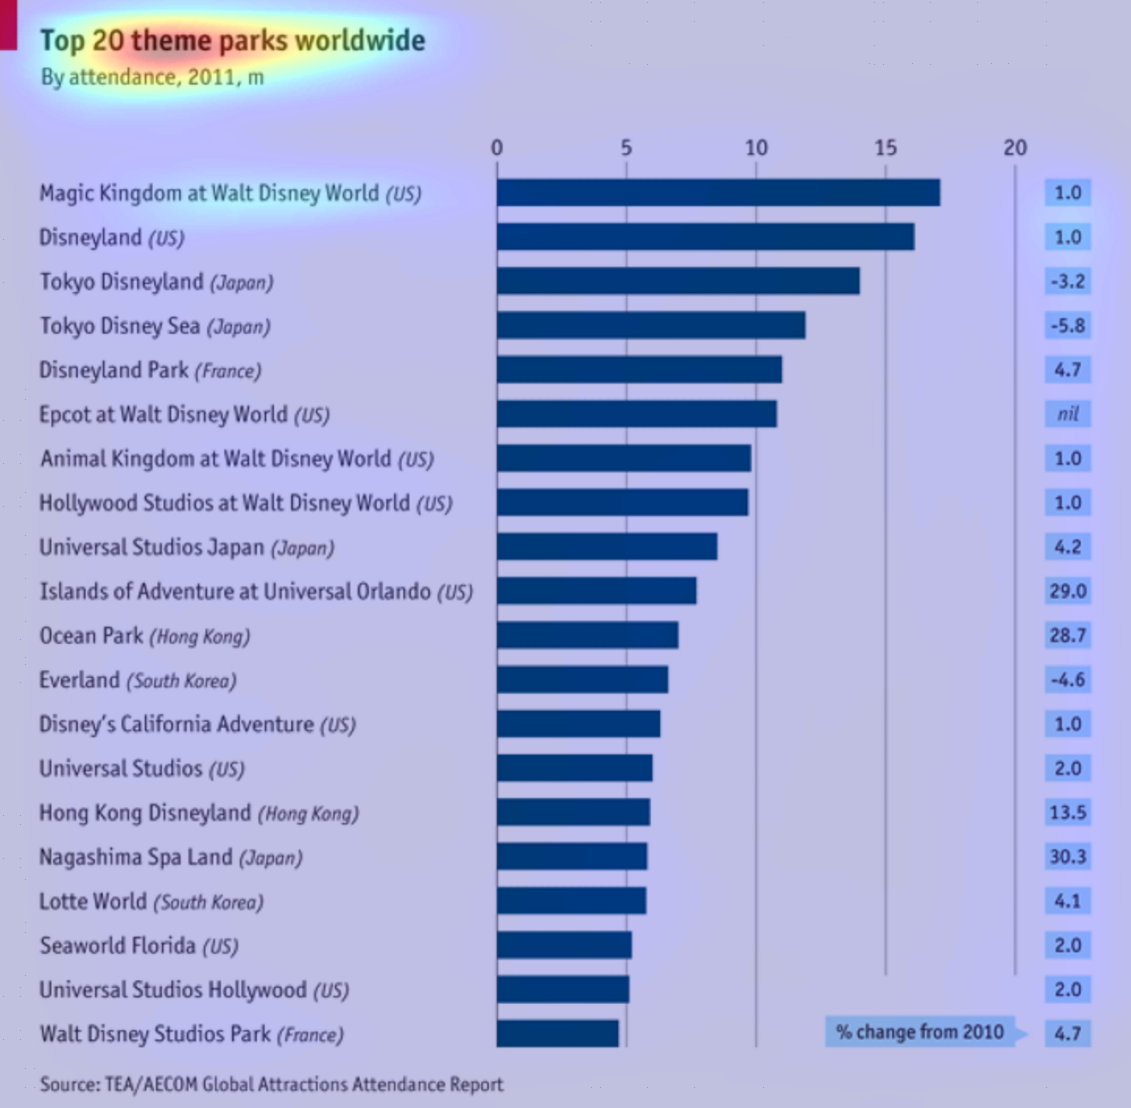 Top 20 theme parks worldwide
By attendance, 2011, m
0 5 10 15 20
Magic Kingdom at Walt Disney World (US) 1.0
Disneyland (US) 1.0
Tokyo Disneyland (Japan) -3.2
Tokyo Disney Sea (Japan) -5.8
Disneyland Park (France) 4.7
Epcot at Walt Disney World (US) nil
Animal Kingdom at Walt Disney World (US) 1.0
Hollywood Studios at Walt Disney World (US) 1.0
Universal Studios Japan (Japan) 4.2
Islands of Adventure at Universal Orlando (US) 29.0
Ocean Park (Hong Kong) 28.7
Everland (South Korea) -4.6
Disney's California Adventure (US) 1.0
Universal Studios (US) 2.0
Hong Kong Disneyland (Hong Kong) 13.5
Nagashima Spa Land (Japan) 30.3
Lotte World (South Korea) 4.1
Seaworld Florida (US) 2.0
Universal Studios Hollywood (US) 2.0
Walt Disney Studios Park (France) % change from 2010 4.7
Source: TEA/AECOM Global Attractions Attendance Report